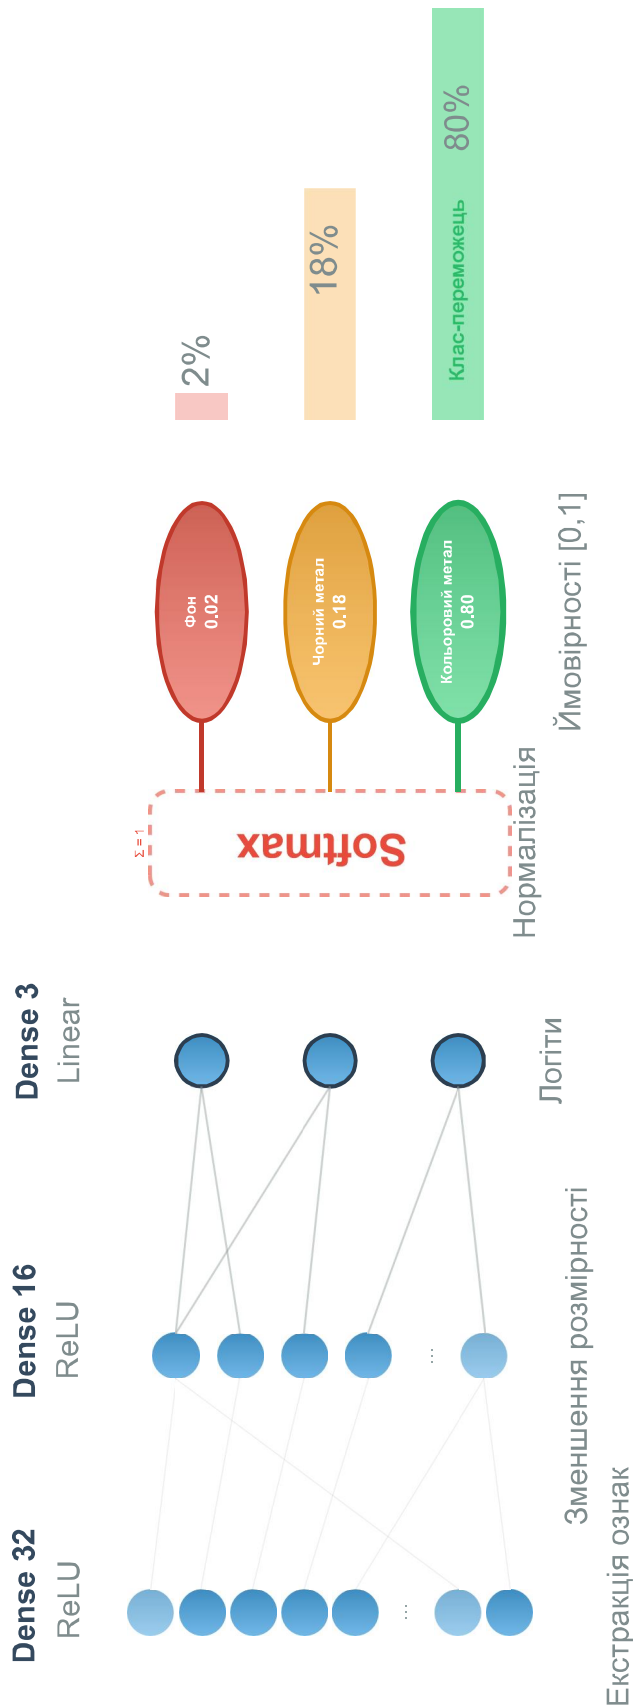 Dense 32
ReLU
Екстракція ознак
...
Dense 16
ReLU
Зменшення розмірності
...
Dense 3
Linear
Логіти
Σ = 1
Softmax
Нормалізація
Фон
0.02
Чорний метал
0.18
Кольоровий метал
0.80
Ймовірності [0,1]
2%
18%
Клас-переможець
80%